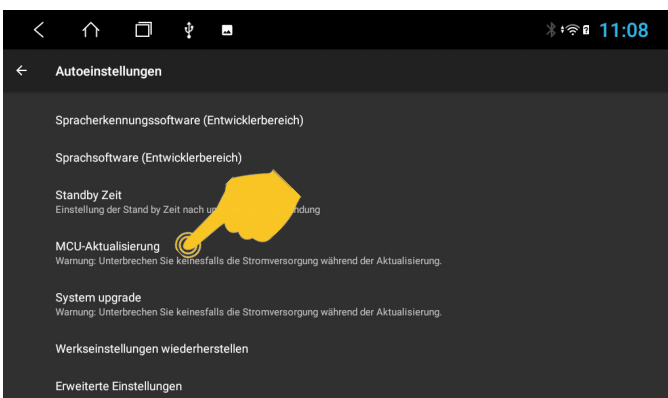 11:08
Autoeinstellungen
Spracherkennungssoftware (Entwicklerbereich)
Sprachsoftware (Entwicklerbereich)
Standby Zeit
Einstellung der Stand by Zeit nach
MCU-Aktualisierung
Warnung: Unterbrechen Sie keinesfalls die Stromversorgung während der Aktualisierung.
System upgrade
Warnung: Unterbrechen Sie keinesfalls die Stromversorgung während der Aktualisierung.
Werkseinstellungen wiederherstellen
Erweiterte Einstellungen